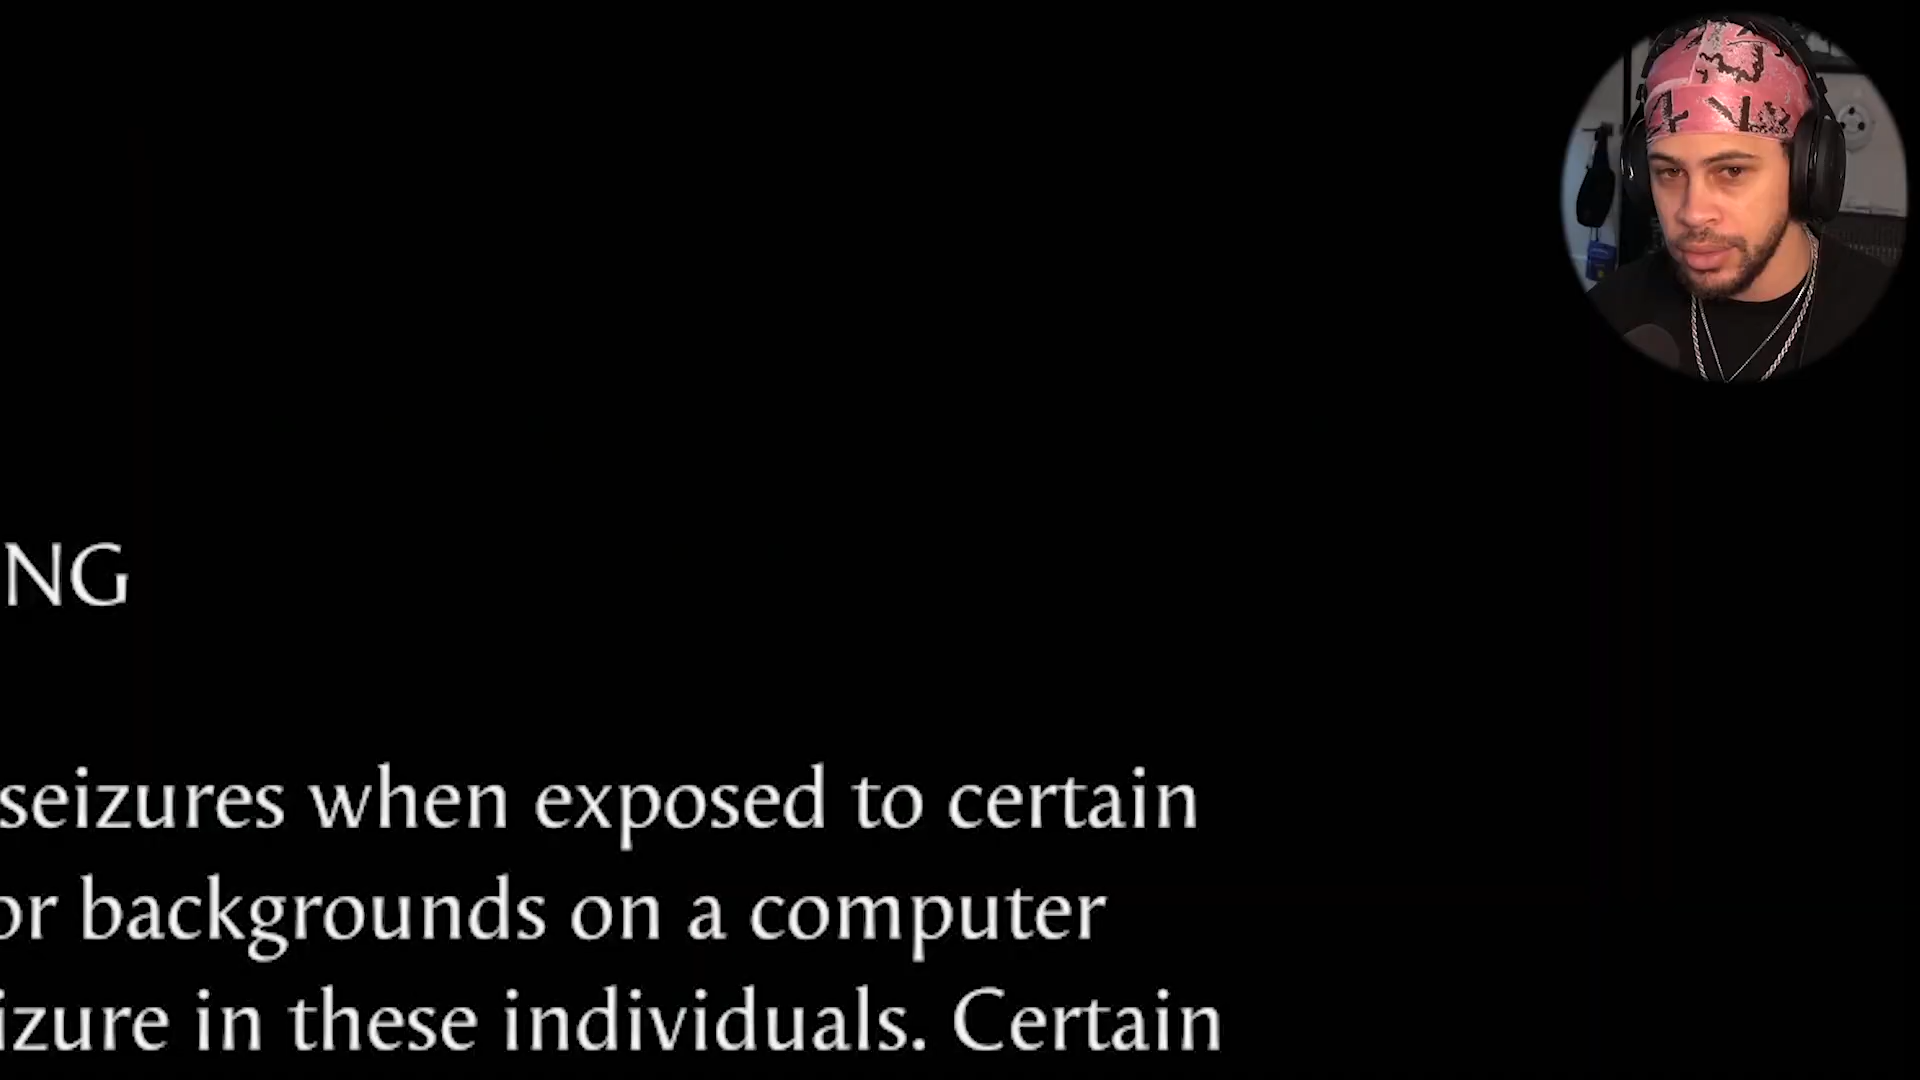 NG
seizures when exposed to certain
or backgrounds on a computer
izure in these individuals. Certain